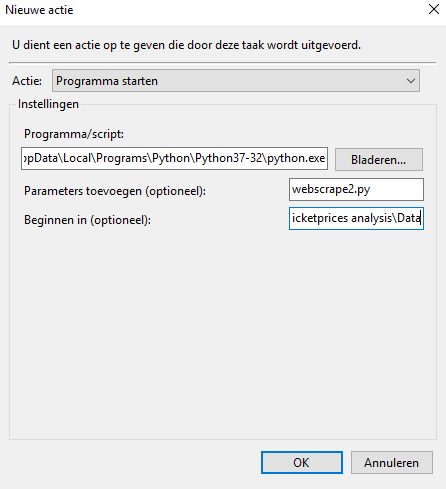 Nieuwe actie
U dient een actie op te geven die door deze taak wordt uitgevoerd.
Actie: Programma starten
Instellingen
Programma/script:
ppData\Local\Programs\Python\Python37-32\python.exe Bladeren...
Parameters toevoegen (optioneel): webscrape2.py
Beginnen in (optioneel): icketprices analysis\Data
OK Annuleren